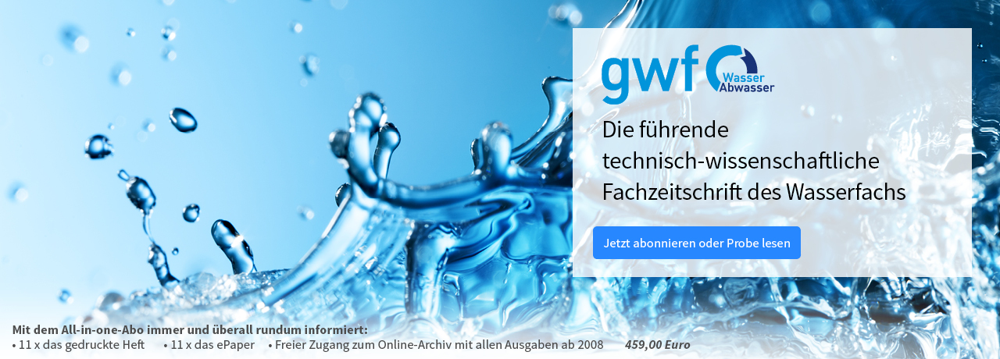 gwf Wasser
Abwasser
Die führende
technisch-wissenschaftliche
Fachzeitschrift des Wasserfachs
Jetzt abonnieren oder Probe lesen
Mit dem All-in-one-Abo immer und überall rundum informiert:
• 11 x das gedruckte Heft • 11 x das ePaper • Freier Zugang zum Online-Archiv mit allen Ausgaben ab 2008 459,00 Euro